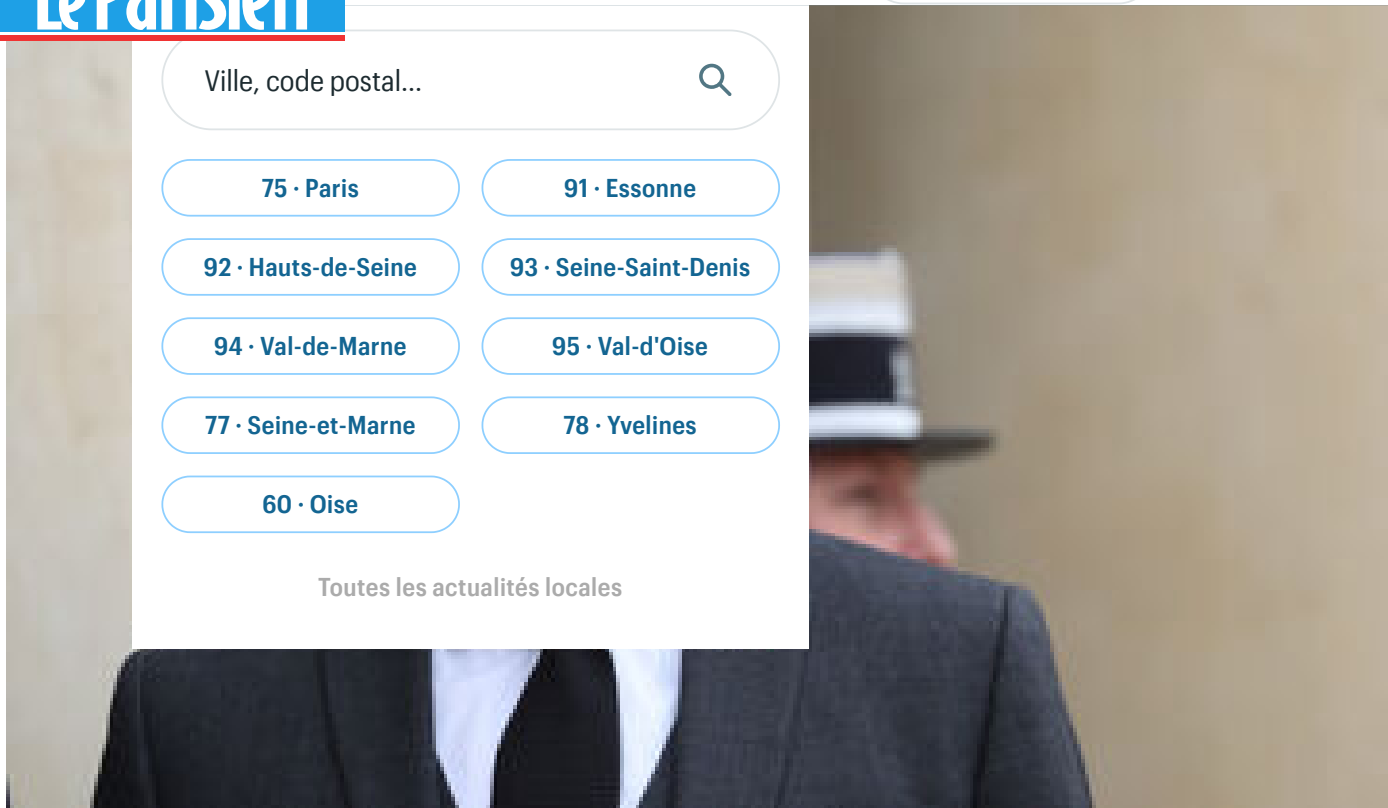 Le Parisien
Ville, code postal...
75 · Paris
91 · Essonne
92 · Hauts-de-Seine
93 · Seine-Saint-Denis
94 · Val-de-Marne
95 · Val-d'Oise
77 · Seine-et-Marne
78 · Yvelines
60 · Oise
Toutes les actualités locales